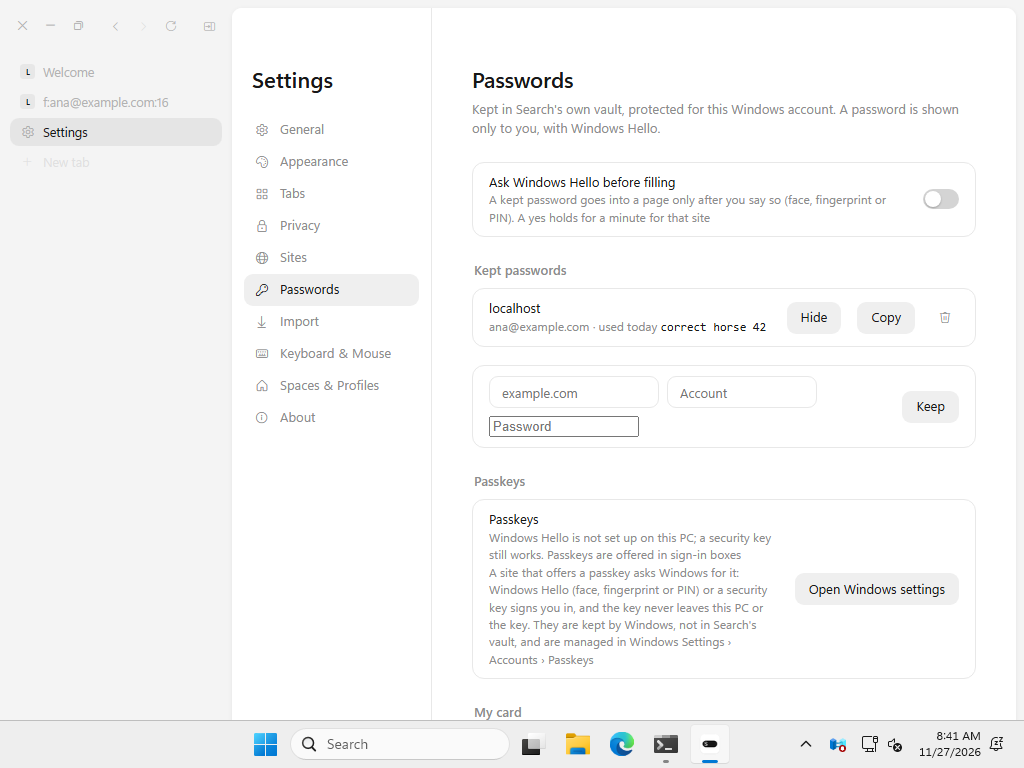 L Welcome
L f:ana@example.com:16
Settings
+ New tab
Settings
General
Appearance
Tabs
Privacy
Sites
Passwords
Import
Keyboard & Mouse
Spaces & Profiles
About
Passwords
Kept in Search's own vault, protected for this Windows account. A password is shown
only to you, with Windows Hello.
Ask Windows Hello before filling
A kept password goes into a page only after you say so (face, fingerprint or
PIN). A yes holds for a minute for that site
Kept passwords
localhost
ana@example.com · used today correct horse 42
Hide
Copy
example.com
Account
Password
Keep
Passkeys
Passkeys
Windows Hello is not set up on this PC; a security key
still works. Passkeys are offered in sign-in boxes
A site that offers a passkey asks Windows for it:
Windows Hello (face, fingerprint or PIN) or a security
key signs you in, and the key never leaves this PC or
the key. They are kept by Windows, not in Search's
vault, and are managed in Windows Settings ›
Accounts › Passkeys
Open Windows settings
My card
Search
8:41 AM
11/27/2026